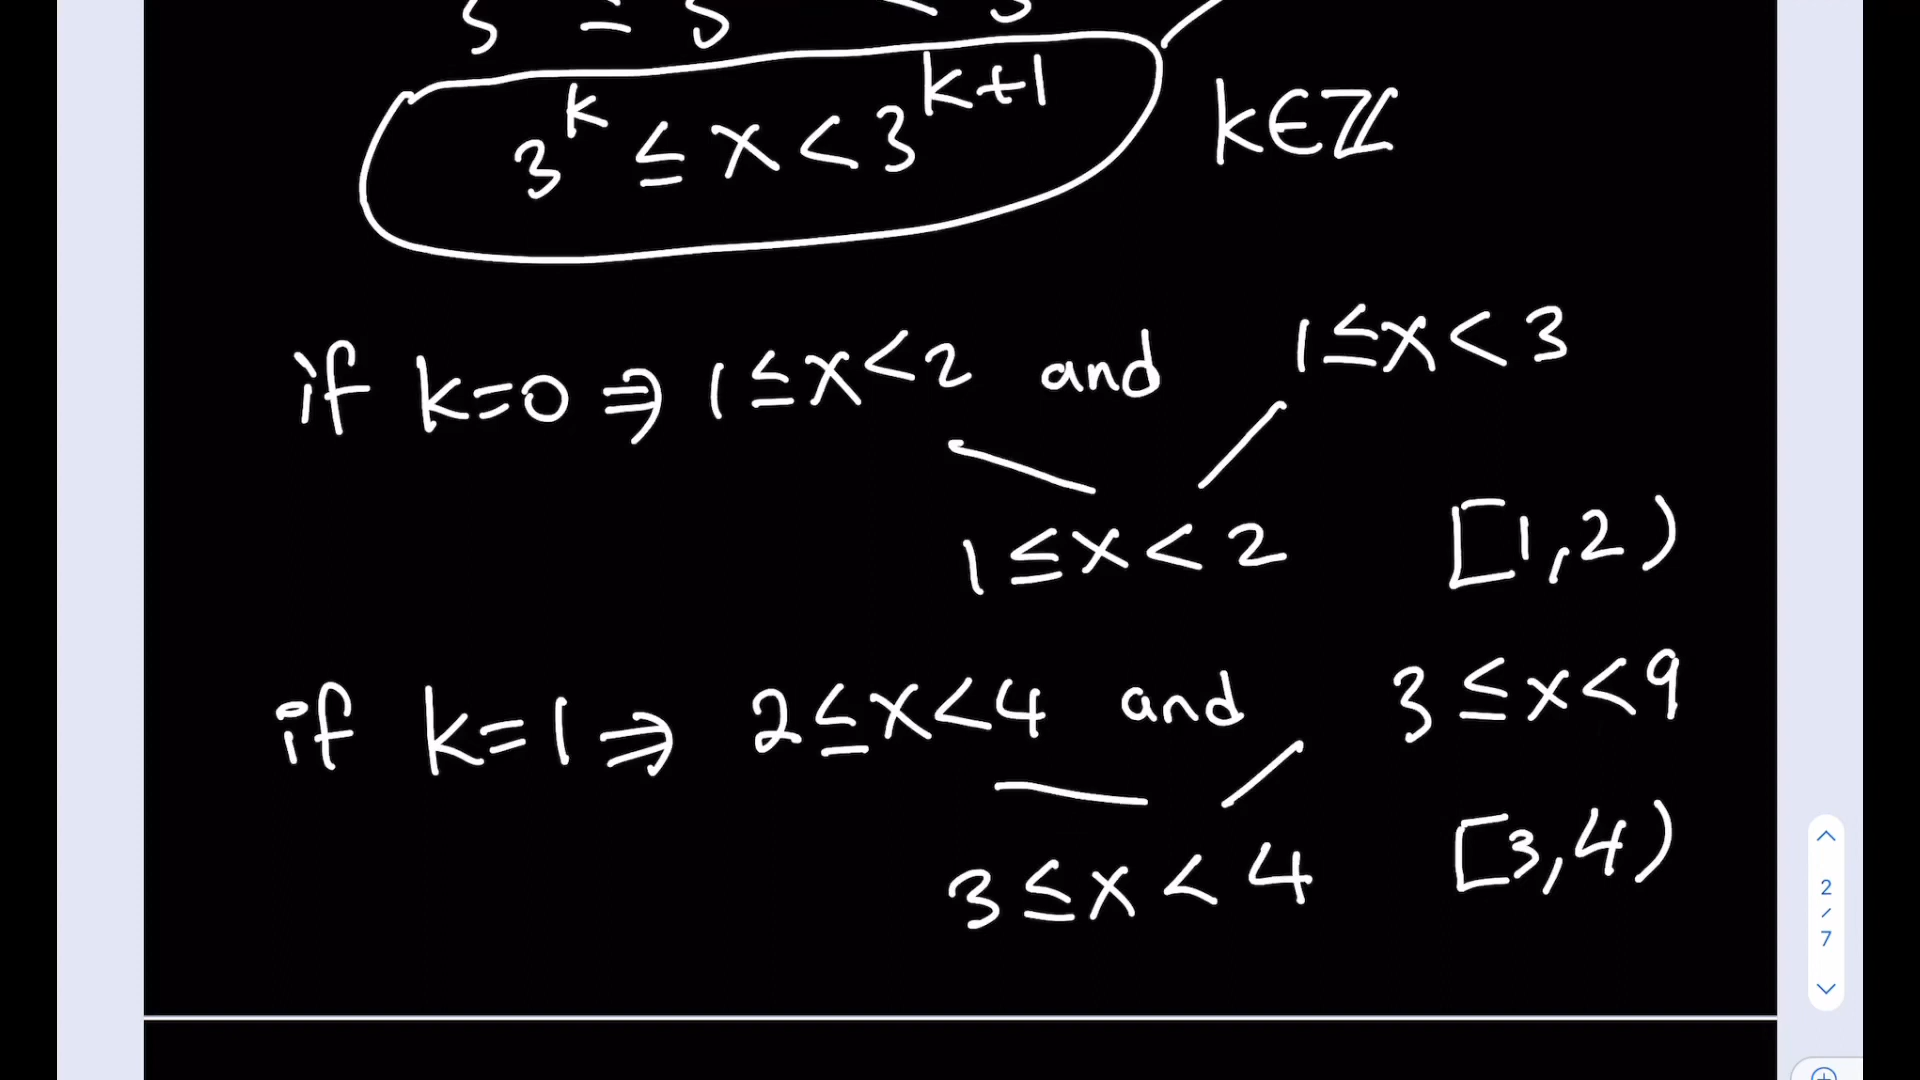 3^k ≤ x < 3^(k+1) k∈ℤ
if k=0 ⇒ 1≤x<2 and 1≤x<3
1≤x<2 [1,2)
if k=1 ⇒ 2≤x<4 and 3≤x<9
3≤x<4 [3,4)
2
/
7